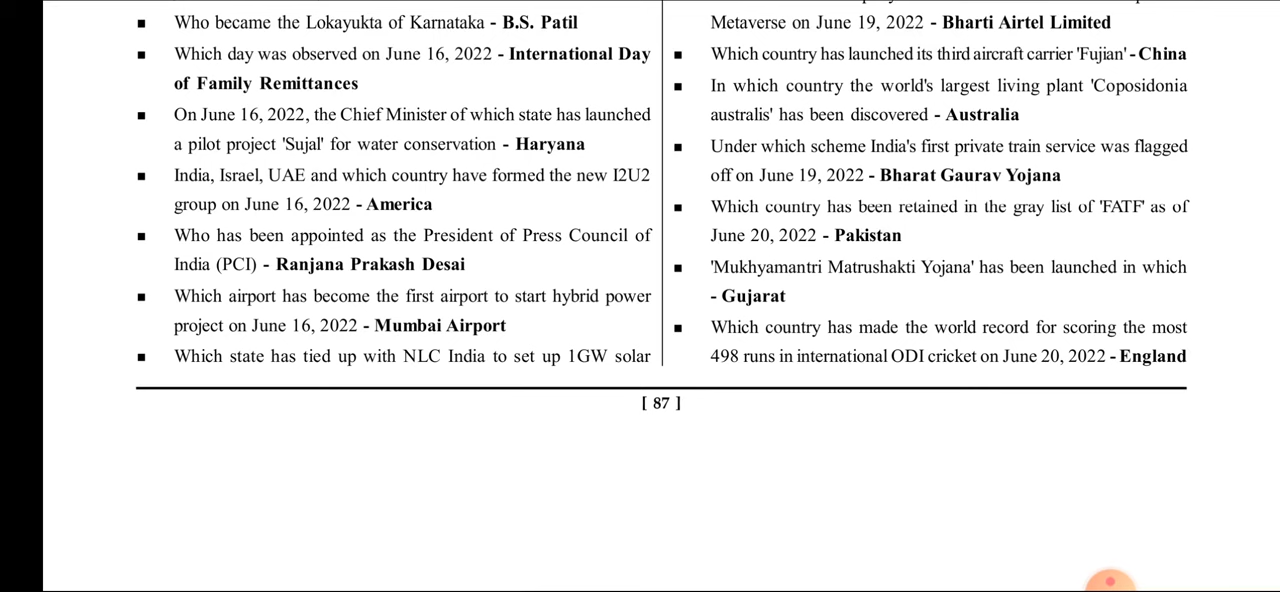 Who became the Lokayukta of Karnataka - B.S. Patil
Which day was observed on June 16, 2022 - International Day
of Family Remittances
On June 16, 2022, the Chief Minister of which state has launched
a pilot project 'Sujal' for water conservation - Haryana
India, Israel, UAE and which country have formed the new I2U2
group on June 16, 2022 - America
Who has been appointed as the President of Press Council of
India (PCI) - Ranjana Prakash Desai
Which airport has become the first airport to start hybrid power
project on June 16, 2022 - Mumbai Airport
Which state has tied up with NLC India to set up 1GW solar
Metaverse on June 19, 2022 - Bharti Airtel Limited
Which country has launched its third aircraft carrier 'Fujian' - China
In which country the world's largest living plant 'Coposidonia
australis' has been discovered - Australia
Under which scheme India's first private train service was flagged
off on June 19, 2022 - Bharat Gaurav Yojana
Which country has been retained in the gray list of 'FATF' as of
June 20, 2022 - Pakistan
'Mukhyamantri Matrushakti Yojana' has been launched in which
- Gujarat
Which country has made the world record for scoring the most
498 runs in international ODI cricket on June 20, 2022 - England
[ 87 ]